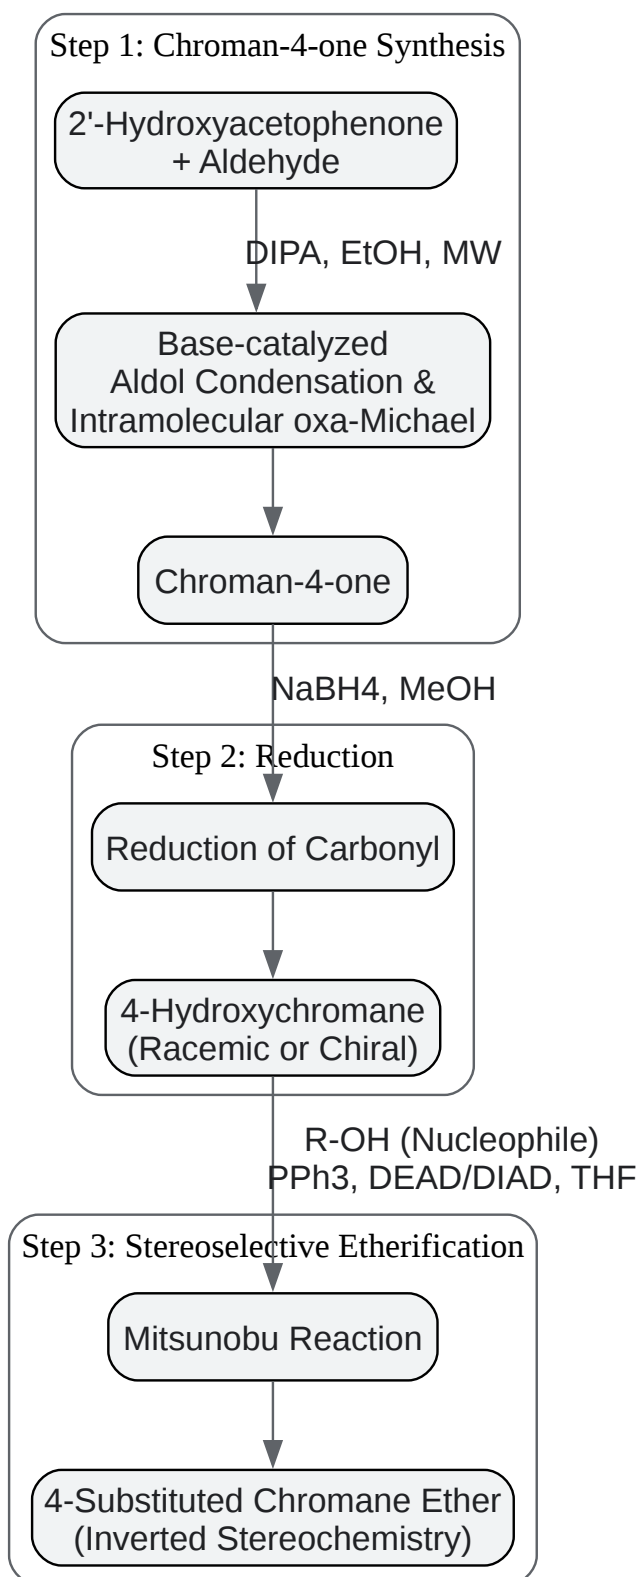 Step 1: Chroman-4-one Synthesis
2'-Hydroxyacetophenone
+ Aldehyde
DIPA, EtOH, MW
Base-catalyzed
Aldol Condensation &
Intramolecular oxa-Michael
Chroman-4-one
NaBH4, MeOH
Step 2: Reduction
Reduction of Carbonyl
4-Hydroxychromane
(Racemic or Chiral)
R-OH (Nucleophile)
PPh3, DEAD/DIAD, THF
Step 3: Stereoselective Etherification
Mitsunobu Reaction
4-Substituted Chromane Ether
(Inverted Stereochemistry)